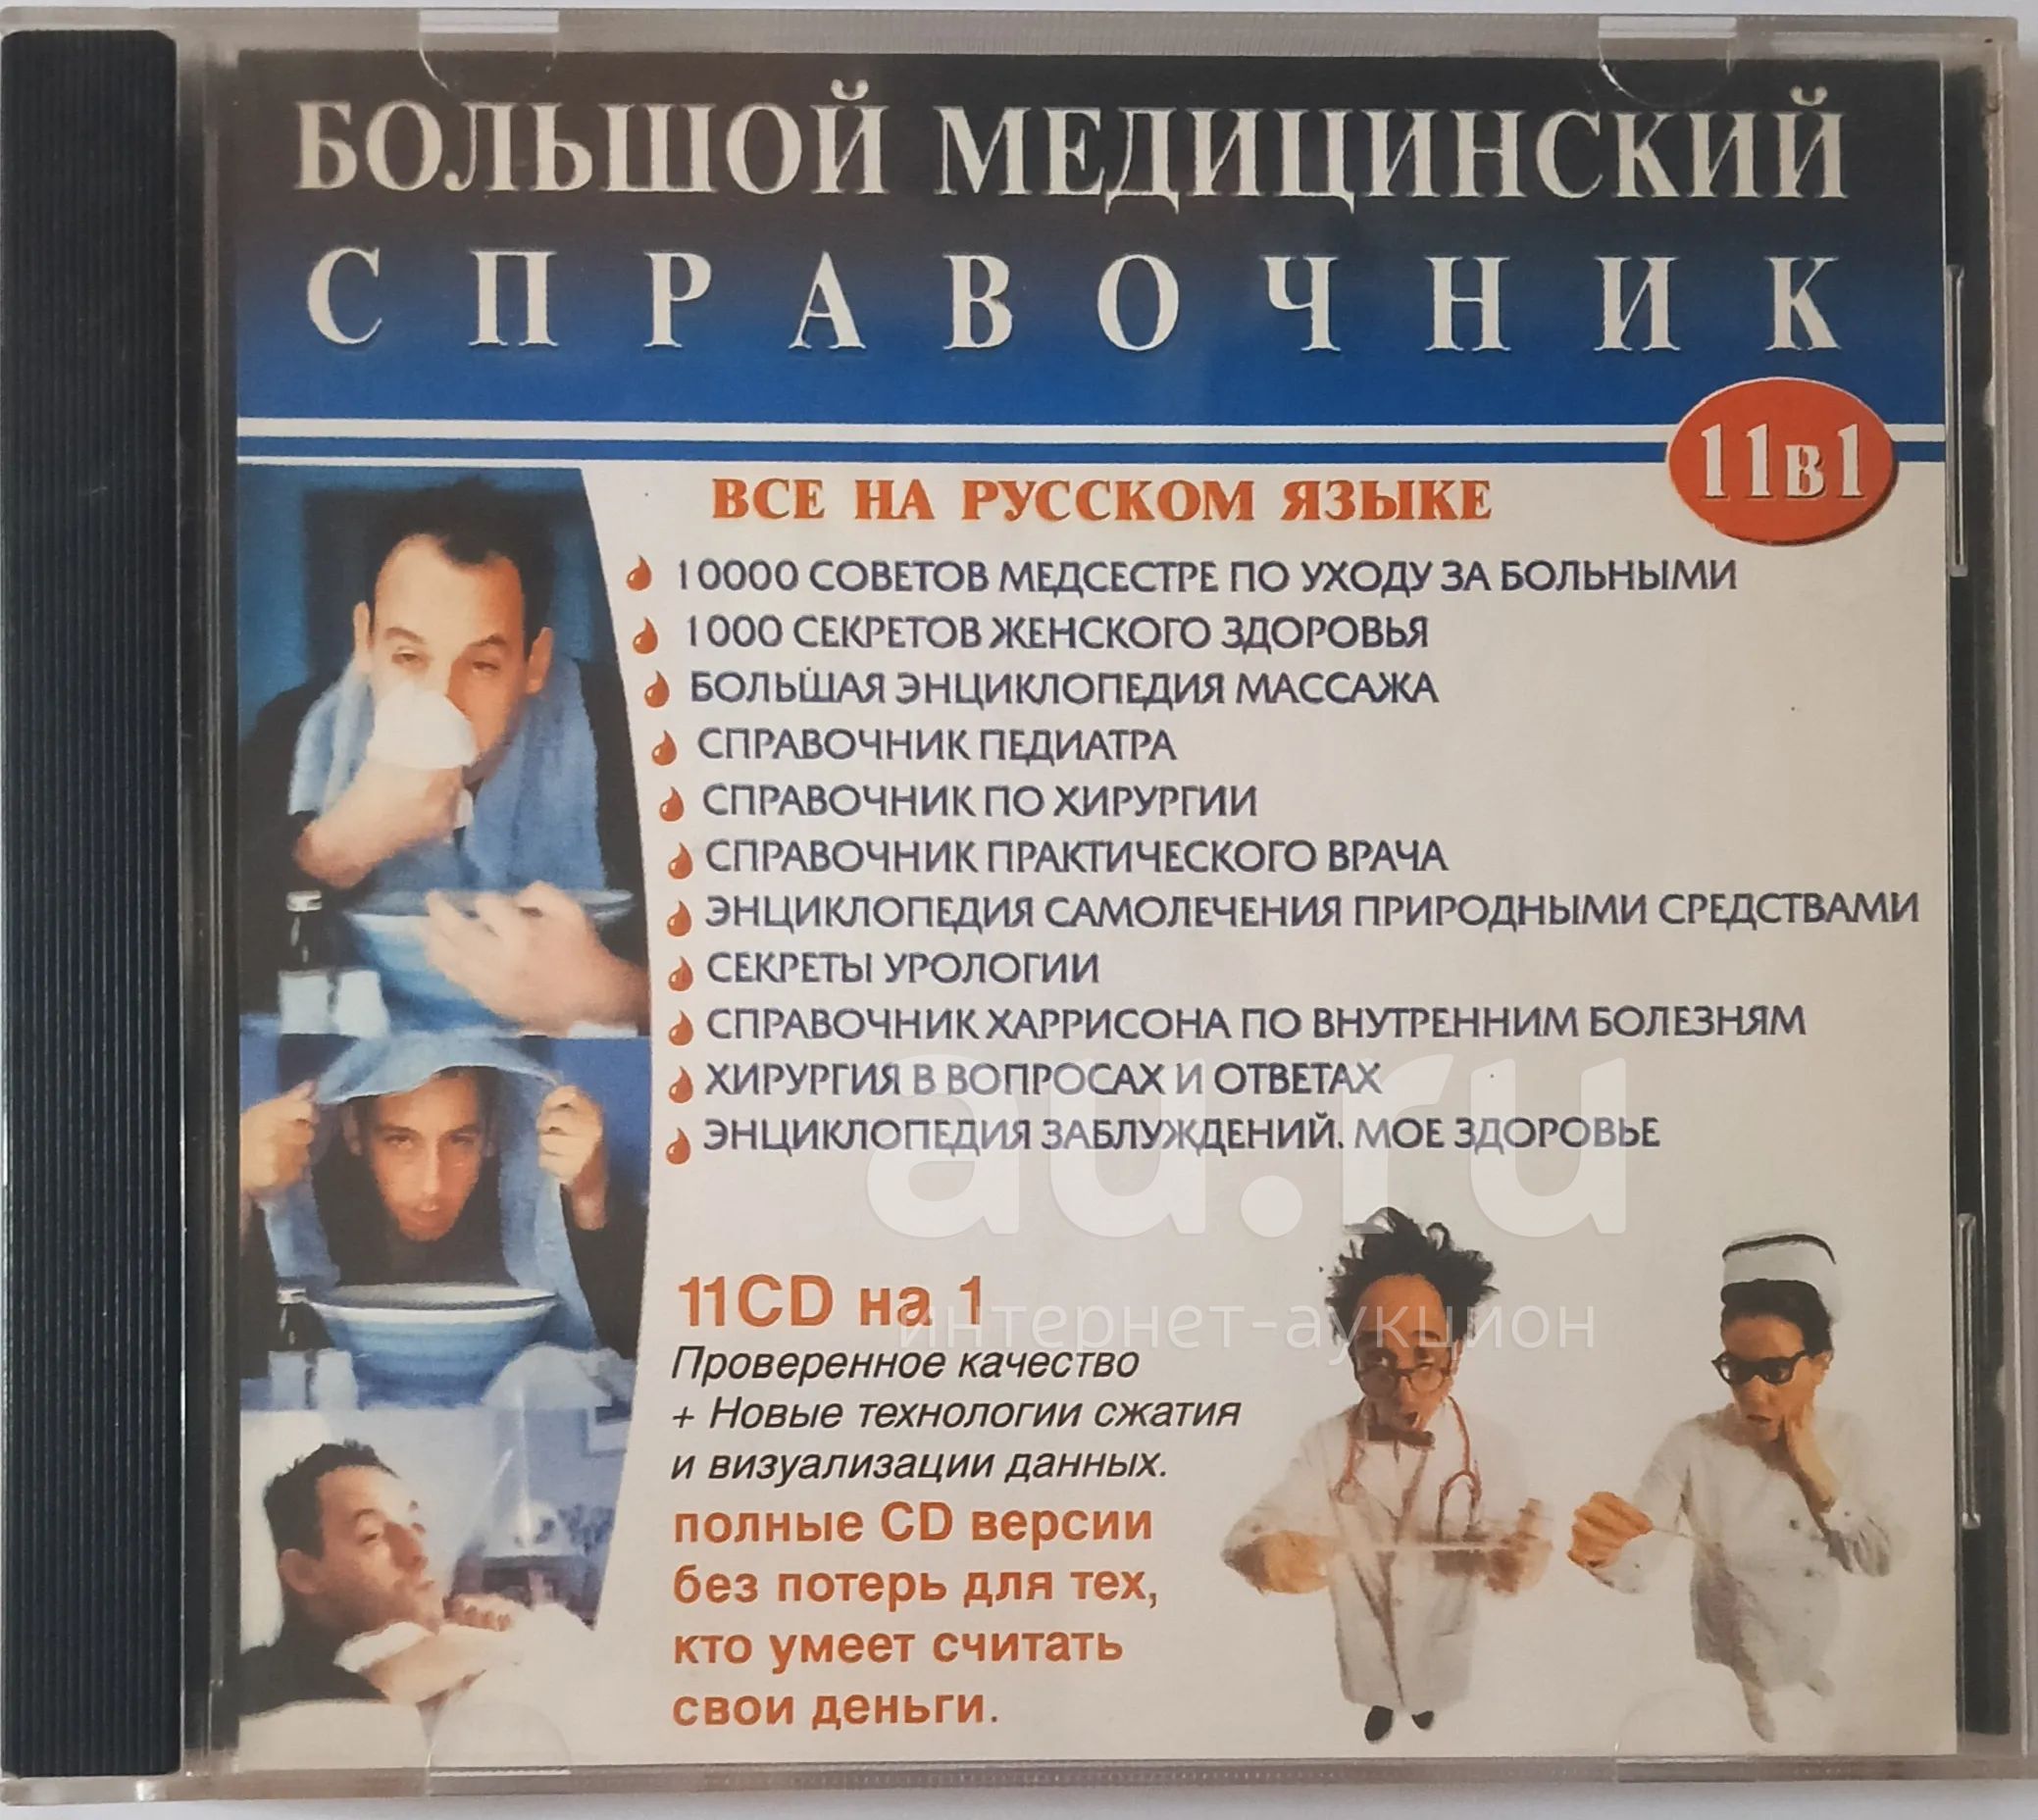 БОЛЬШОЙ МЕДИЦИНСКИЙ
СПРАВОЧНИК
11в1
ВСЕ НА РУССКОМ ЯЗЫКЕ
10000 СОВЕТОВ МЕДСЕСТРЕ ПО УХОДУ ЗА БОЛЬНЫМИ
1000 СЕКРЕТОВ ЖЕНСКОГО ЗДОРОВЬЯ
БОЛЬШАЯ ЭНЦИКЛОПЕДИЯ МАССАЖА
СПРАВОЧНИК ПЕДИАТРА
СПРАВОЧНИК ПО ХИРУРГИИ
СПРАВОЧНИК ПРАКТИЧЕСКОГО ВРАЧА
ЭНЦИКЛОПЕДИЯ САМОЛЕЧЕНИЯ ПРИРОДНЫМИ СРЕДСТВАМИ
СЕКРЕТЫ УРОЛОГИИ
СПРАВОЧНИК ХАРРИСОНА ПО ВНУТРЕННИМ БОЛЕЗНЯМ
ХИРУРГИЯ В ВОПРОСАХ И ОТВЕТАХ
ЭНЦИКЛОПЕДИЯ ЗАБЛУЖДЕНИЙ. МОЕ ЗДОРОВЬЕ
au.ru
интернет-аукцион
11CD на 1
Проверенное качество
+ Новые технологии сжатия
и визуализации данных.
полные CD версии
без потерь для тех,
кто умеет считать
свои деньги.